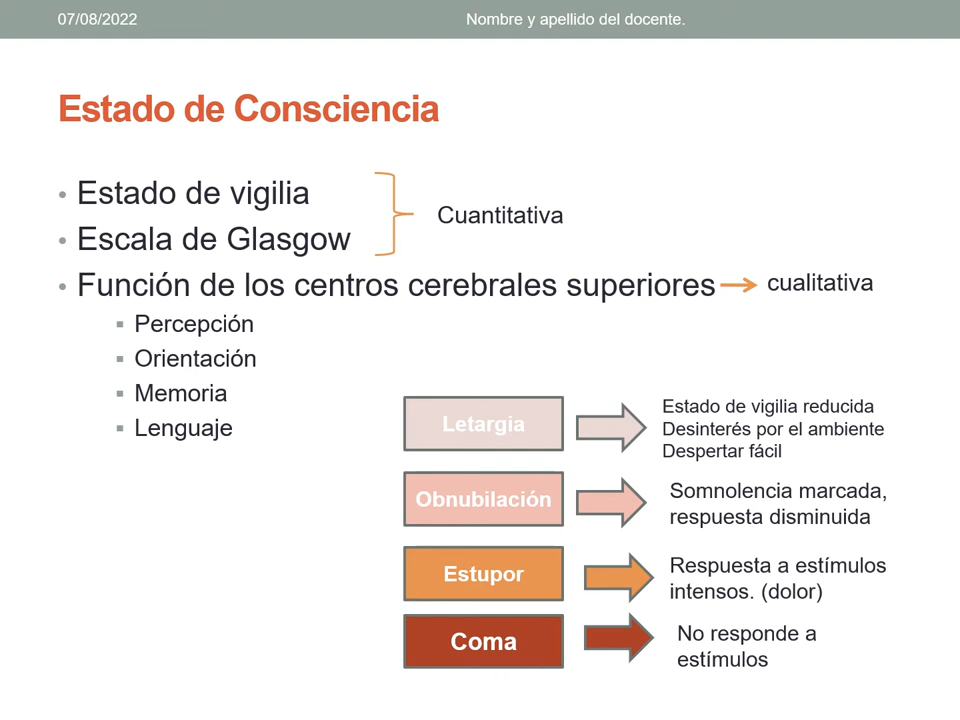 07/08/2022
Nombre y apellido del docente.
Estado de Consciencia
• Estado de vigilia
• Escala de Glasgow
Cuantitativa
• Función de los centros cerebrales superiores
cualitativa
▪ Percepción
▪ Orientación
▪ Memoria
▪ Lenguaje
Letargia
Estado de vigilia reducida
Desinterés por el ambiente
Despertar fácil
Obnubilación
Somnolencia marcada,
respuesta disminuida
Estupor
Respuesta a estímulos
intensos. (dolor)
Coma
No responde a
estímulos